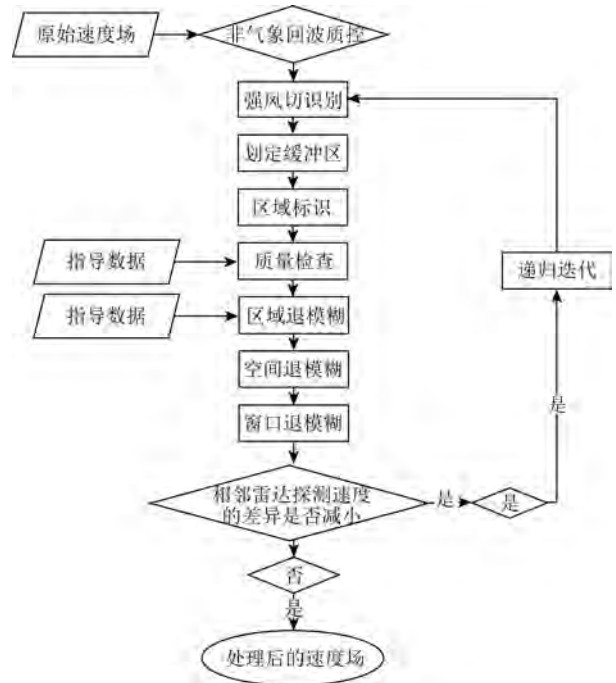 原始速度场
非气象回波质控
强风切识别
划定缓冲区
区域标识
指导数据
质量检查
递归迭代
指导数据
区域退模糊
空间退模糊
窗口退模糊
是
相邻雷达探测速度
的差异是否减小
是
是
否
是
处理后的速度场